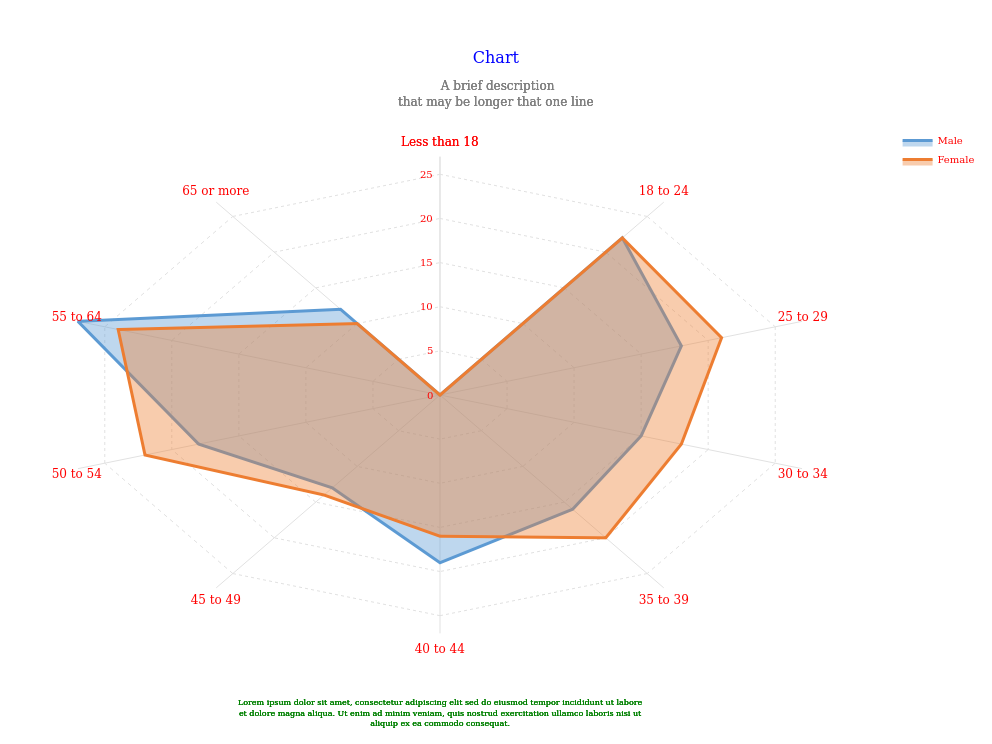 Chart
A brief description
that may be longer that one line
Male
Female
Less than 18
18 to 24
25 to 29
30 to 34
35 to 39
40 to 44
45 to 49
50 to 54
55 to 64
65 or more
25
20
15
10
5
0
Lorem ipsum dolor sit amet, consectetur adipiscing elit sed do eiusmod tempor incididunt ut labore
et dolore magna aliqua. Ut enim ad minim veniam, quis nostrud exercitation ullamco laboris nisi ut
aliquip ex ea commodo consequat.